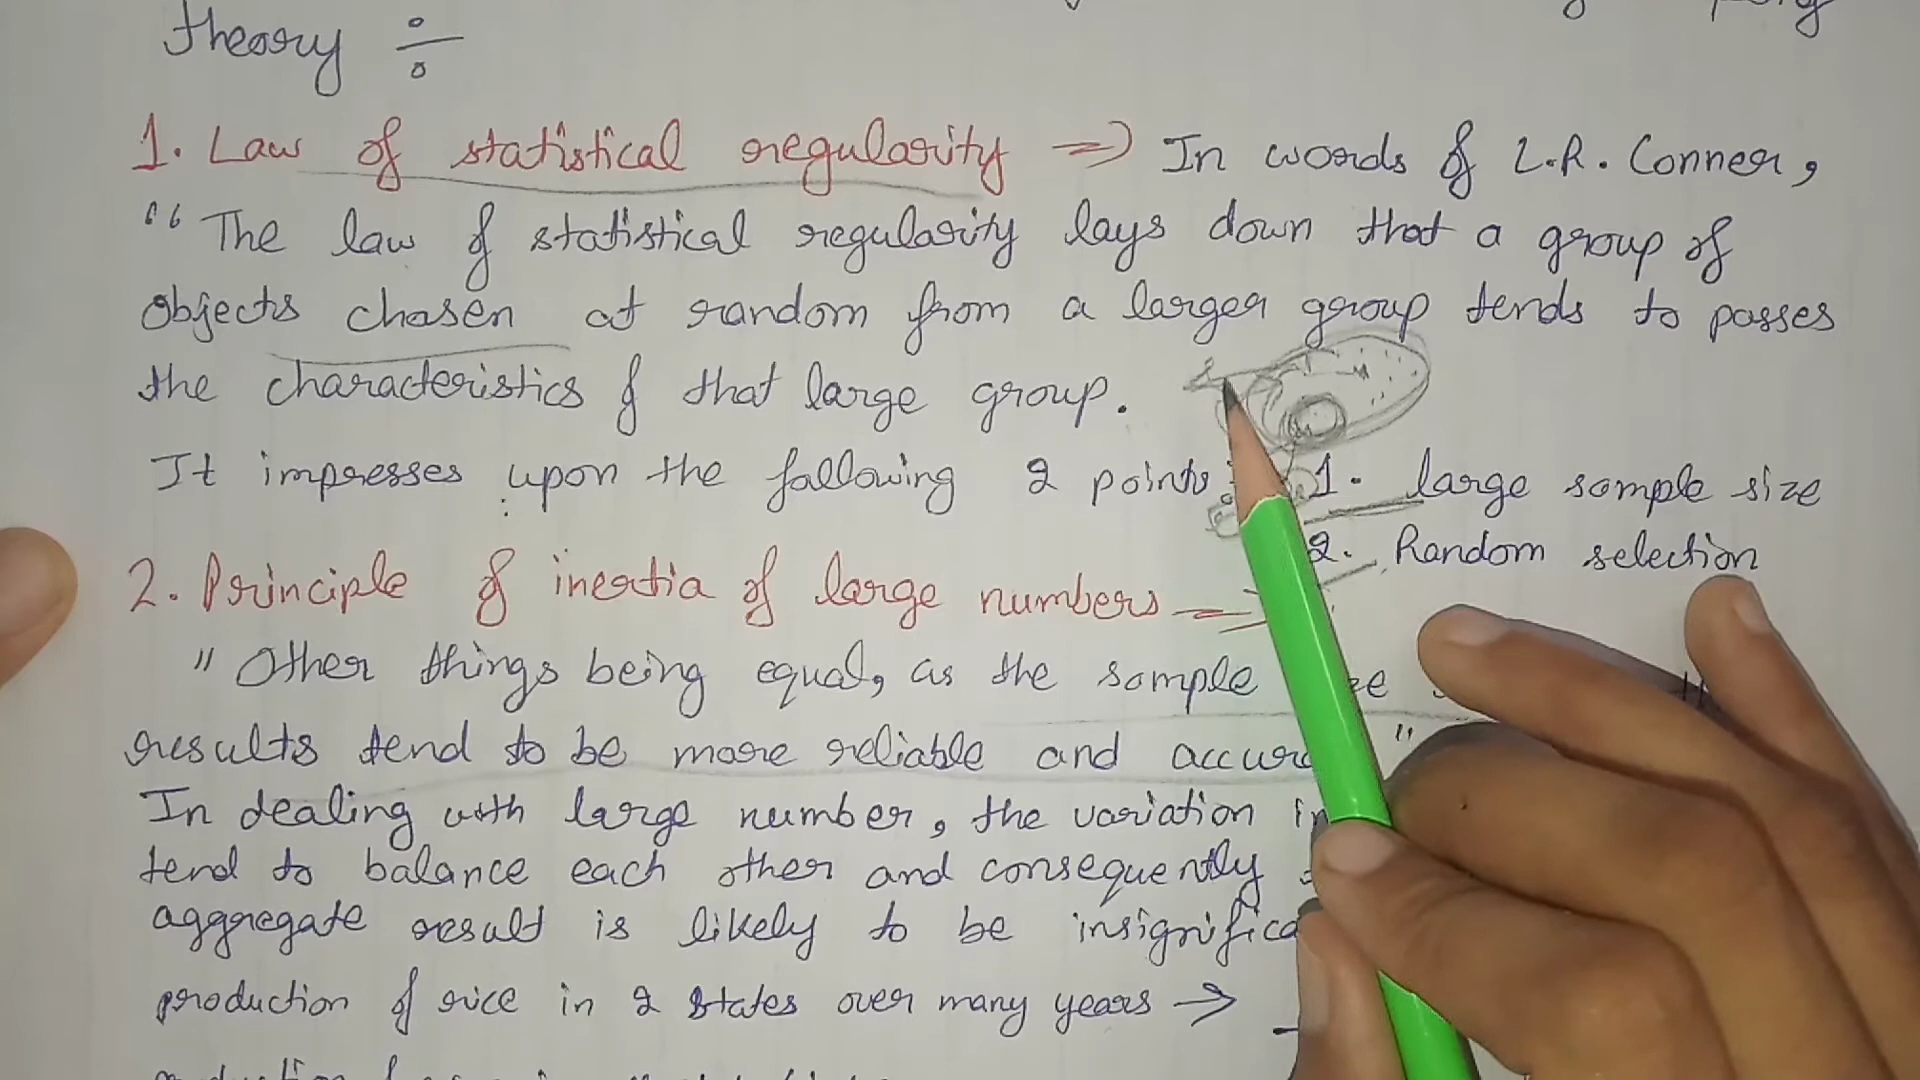 theory ÷
1. Law of statistical regularity => In words of L.R. Conner,
"The law of statistical regularity lays down that a group of
objects chosen at random from a larger group tends to posses
the characteristics of that large group.
It impresses upon the following 2 points : 1. large sample size
2. Random selection
2. Principle of inertia of large numbers =>
"Other things being equal, as the sample
results tend to be more reliable and "
In dealing with large number, the variation in
tend to balance each other and consequently
aggregate result is likely to be
production of rice in 2 states over many years →